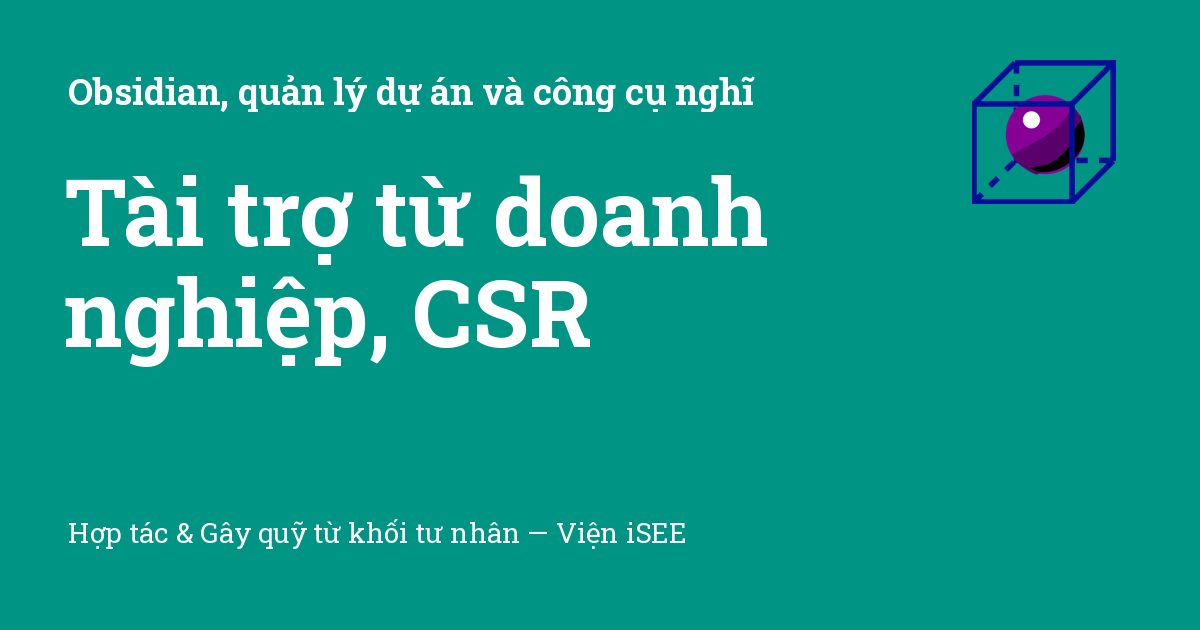 Obsidian, quản lý dự án và công cụ nghĩ
Tài trợ từ doanh
nghiệp, CSR
Hợp tác & Gây quỹ từ khối tư nhân — Viện iSEE